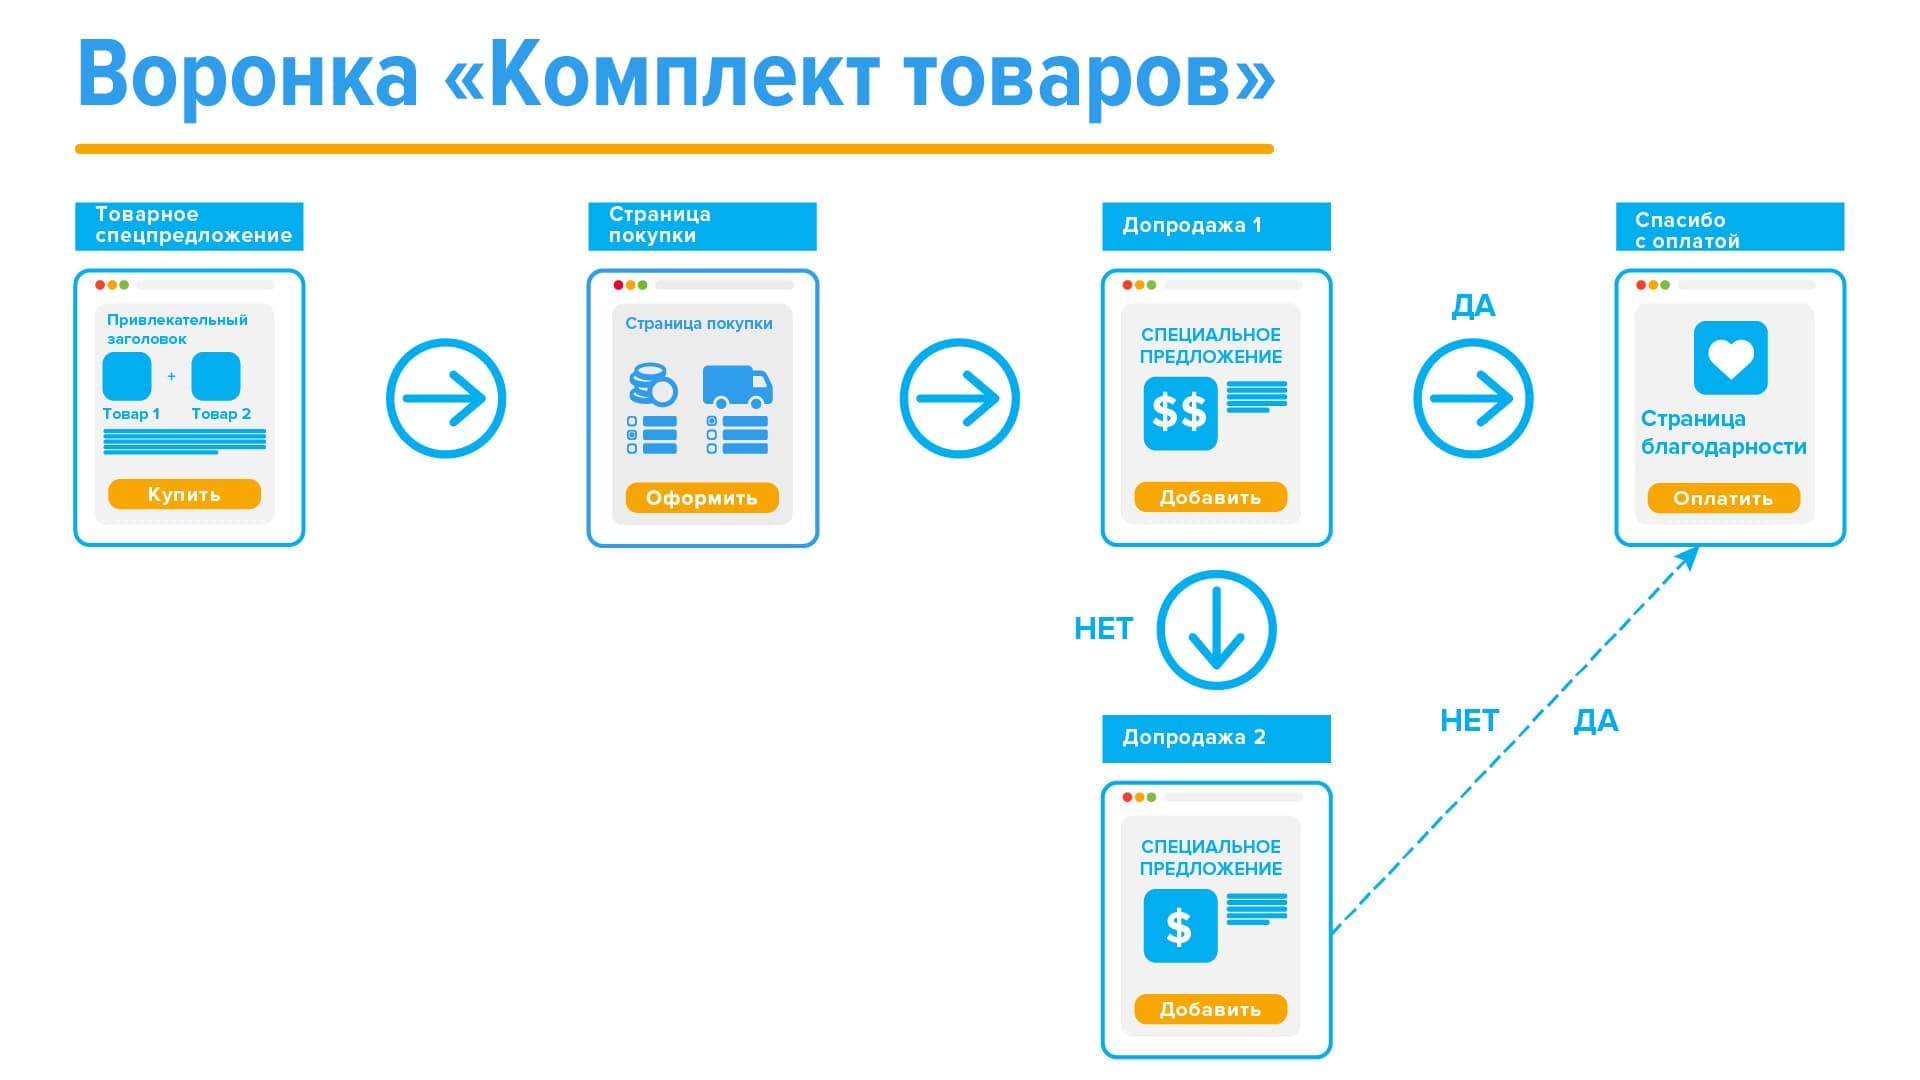 Воронка «Комплект товаров»
Товарное
спецпредложение
Привлекательный
заголовок
+
Товар 1
Товар 2
Купить
Страница
покупки
Страница покупки
Оформить
Допродажа 1
СПЕЦИАЛЬНОЕ
ПРЕДЛОЖЕНИЕ
$$
Добавить
ДА
Спасибо
с оплатой
Страница
благодарности
Оплатить
НЕТ
Допродажа 2
СПЕЦИАЛЬНОЕ
ПРЕДЛОЖЕНИЕ
$
Добавить
НЕТ
ДА